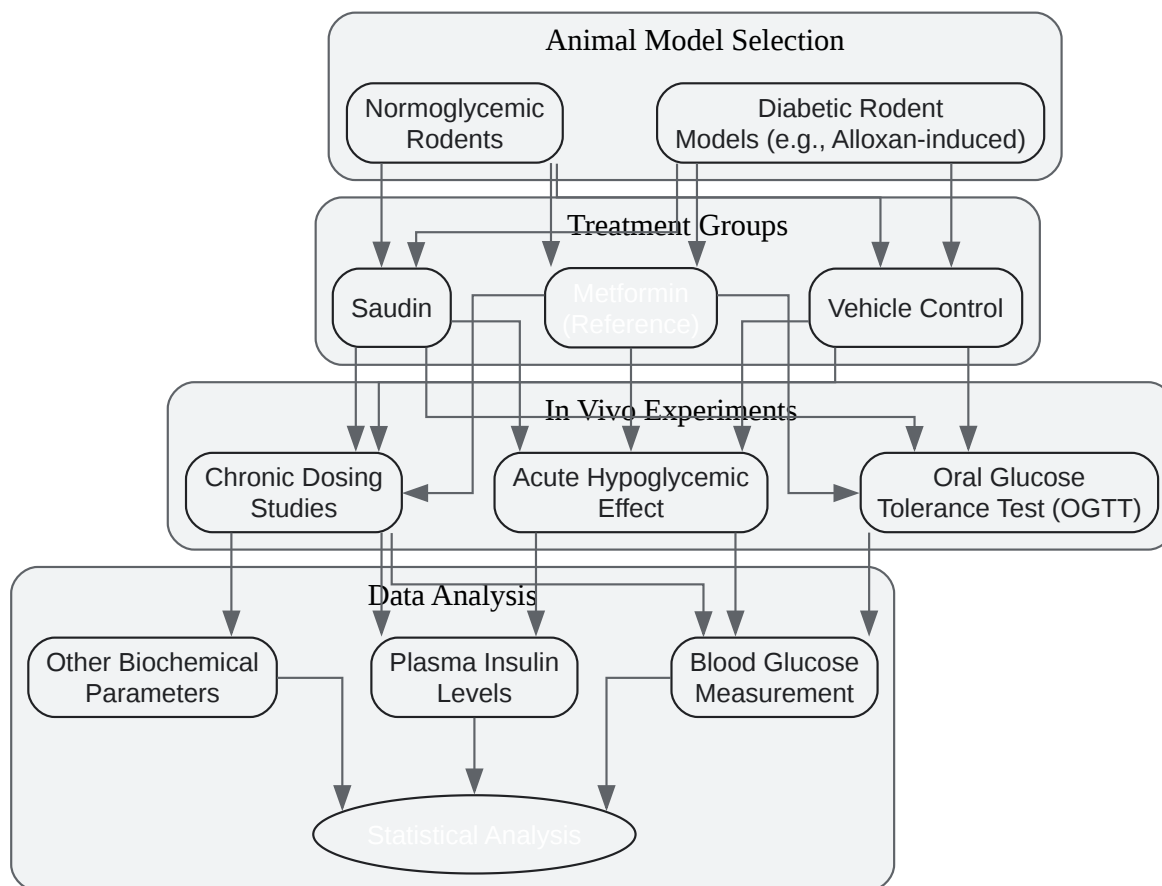 Animal Model Selection
Normoglycemic
Rodents
Diabetic Rodent
Models (e.g., Alloxan-induced)
Treatment Groups
Saudin
Metformin
(Reference)
Vehicle Control
In Vivo Experiments
Chronic Dosing
Studies
Acute Hypoglycemic
Effect
Oral Glucose
Tolerance Test (OGTT)
Data Analysis
Other Biochemical
Parameters
Plasma Insulin
Levels
Blood Glucose
Measurement
Statistical Analysis